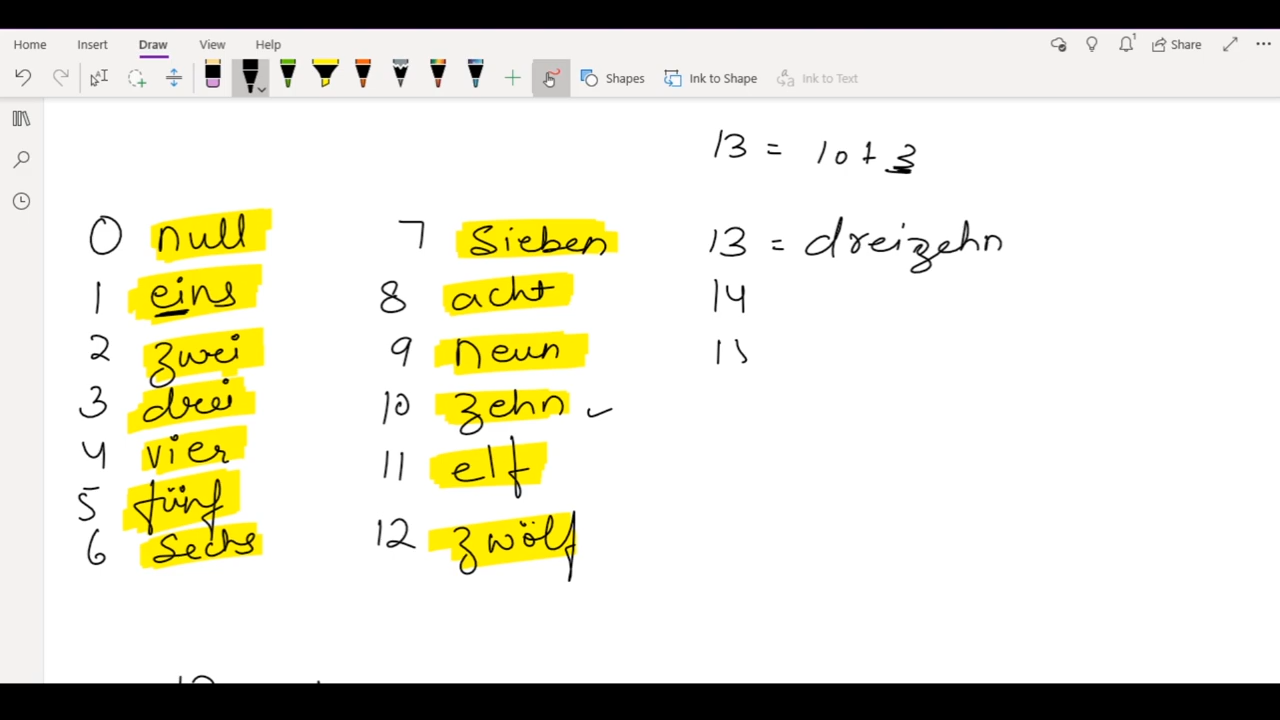 Home Insert Draw View Help
Share
Shapes Ink to Shape Ink to Text
13 = 10 + 3
0 null
1 eins
2 zwei
3 drei
4 vier
5 fünf
6 sechs
7 sieben
8 acht
9 neun
10 zehn
11 elf
12 zwölf
13 = dreizehn
14